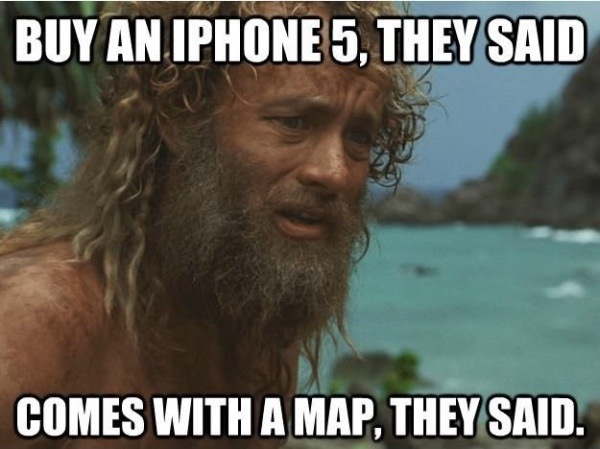 BUY AN IPHONE 5, THEY SAID
COMES WITH A MAP, THEY SAID.